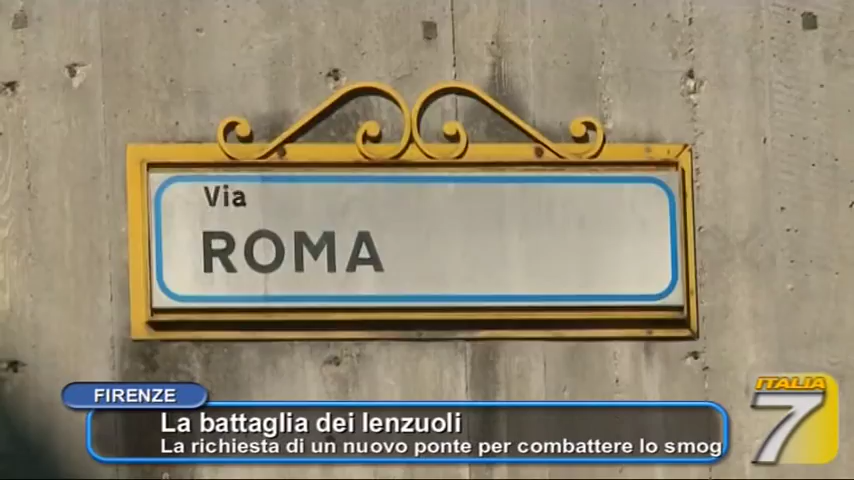 Via
ROMA
FIRENZE
La battaglia dei lenzuoli
La richiesta di un nuovo ponte per combattere lo smog
ITALIA
7